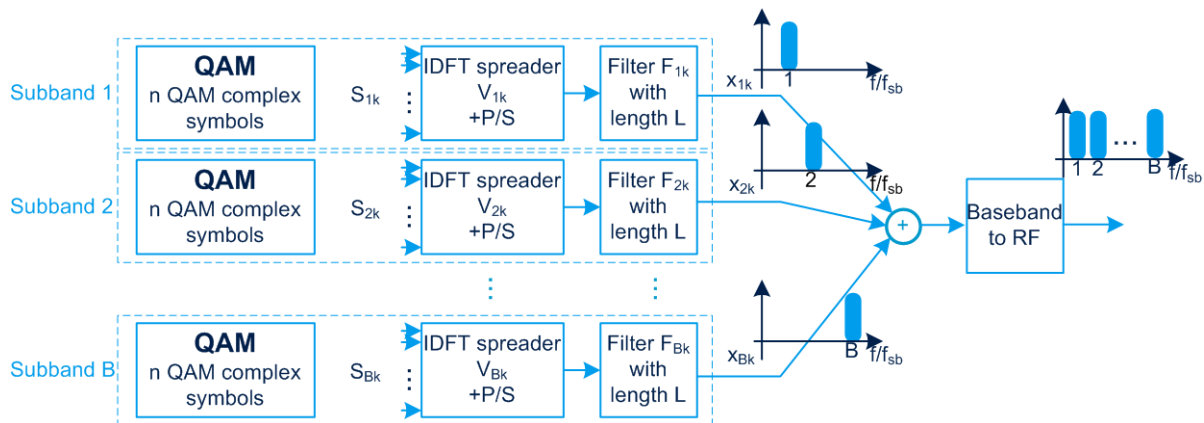 Subband 1
QAM
n QAM complex
symbols
S1k
IDFT spreader
V1k
+P/S
Filter F1k
with
length L
x1k
1
f/fsb
Subband 2
QAM
n QAM complex
symbols
S2k
IDFT spreader
V2k
+P/S
Filter F2k
with
length L
x2k
2
f/fsb
Subband B
QAM
n QAM complex
symbols
SBk
IDFT spreader
VBk
+P/S
Filter FBk
with
length L
xBk
B
f/fsb
+
Baseband
to RF
1 2 ... B
f/fsb